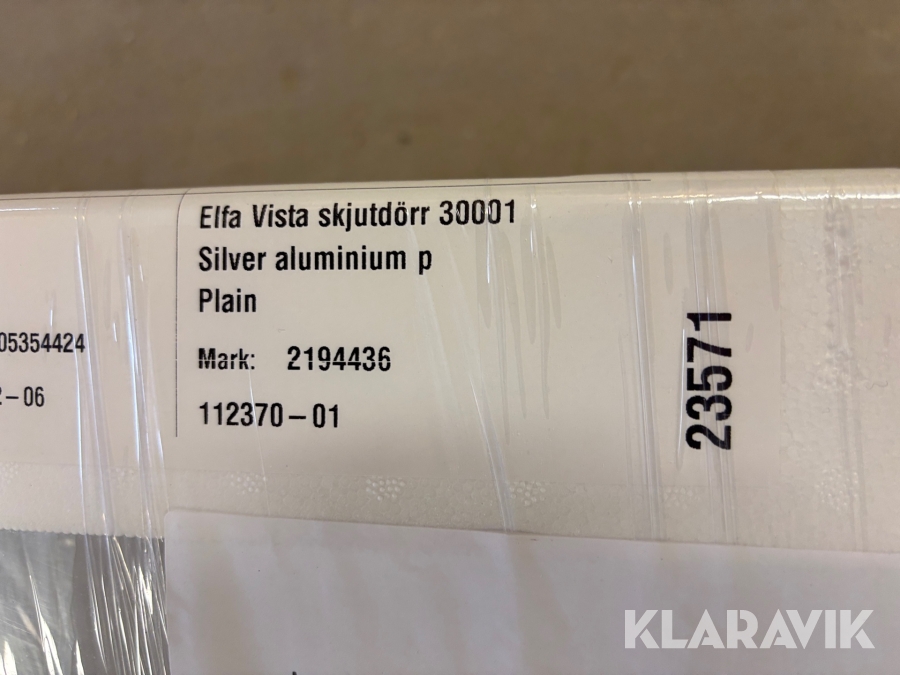 Elfa Vista skjutdörr 30001
Silver aluminium p
Plain
Mark: 2194436
112370-01
05354424
2-06
23571
KLARAVIK